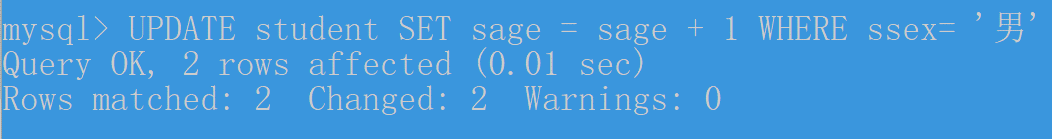 mysql> UPDATE student SET sage = sage + 1 WHERE ssex= '男'
Query OK, 2 rows affected (0.01 sec)
Rows matched: 2  Changed: 2  Warnings: 0